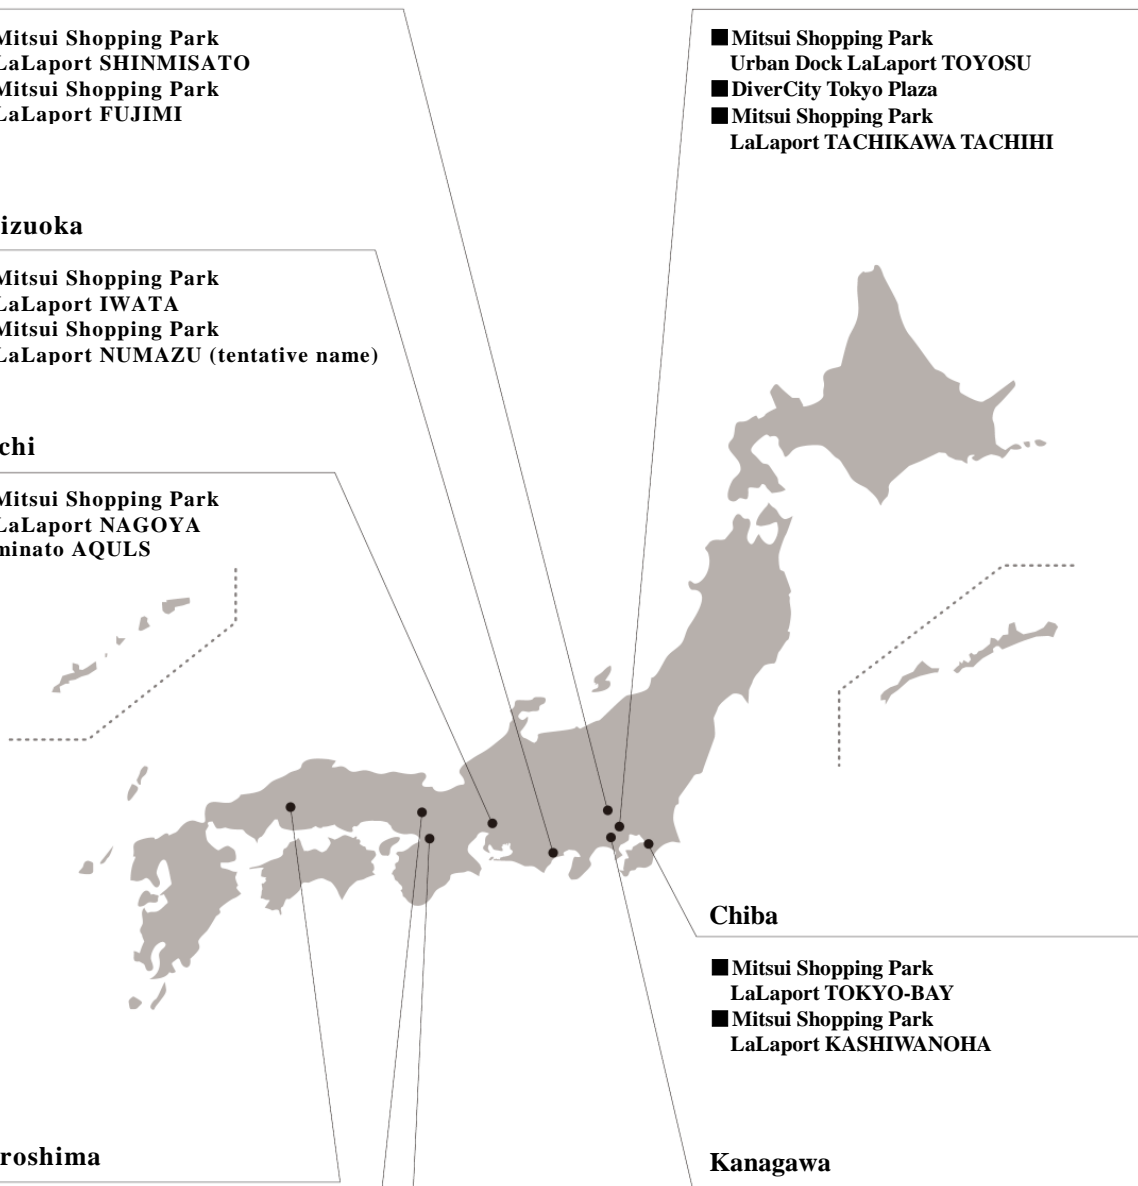 Mitsui Shopping Park
LaLaport SHINMISATO
Mitsui Shopping Park
LaLaport FUJIMI
izuoka
Mitsui Shopping Park
LaLaport IWATA
Mitsui Shopping Park
LaLaport NUMAZU (tentative name)
chi
Mitsui Shopping Park
LaLaport NAGOYA
minato AQULS
roshima
■Mitsui Shopping Park
Urban Dock LaLaport TOYOSU
■DiverCity Tokyo Plaza
■Mitsui Shopping Park
LaLaport TACHIKAWA TACHIHI
Chiba
■Mitsui Shopping Park
LaLaport TOKYO-BAY
■Mitsui Shopping Park
LaLaport KASHIWANOHA
Kanagawa